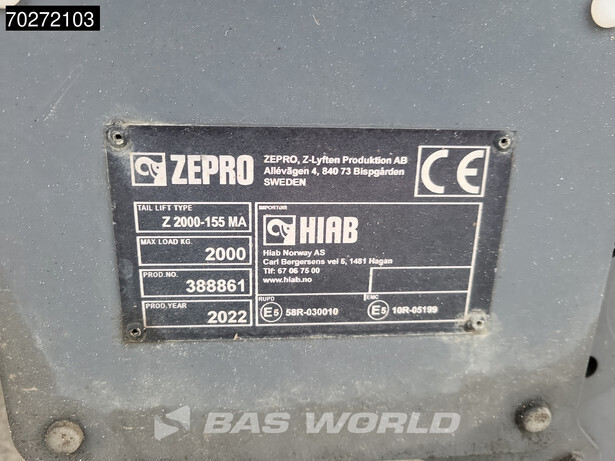 70272103
ZEPRO
ZEPRO, Z-Lyften Produktion AB
Allévägen 4, 840 73 Bispgården
SWEDEN
CE
TAIL LIFT TYPE
Z 2000-155 MA
MAX LOAD KG.
2000
PROD.NO.
388861
PROD.YEAR
2022
IMPORTØR
HIAB
Hiab Norway AS
Carl Bergersens vei 5, 1481 Hagan
Tlf: 67 06 75 00
www.hiab.no
RUPD
E5 58R-030010
EMC
E5 10R-05199
BAS WORLD